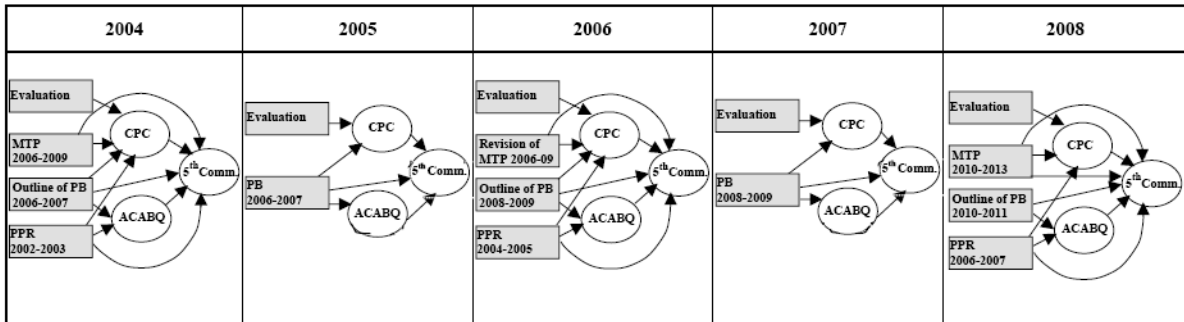 2004
2005
2006
2007
2008
Evaluation
MTP
2006-2009
Outline of PB
2006-2007
PPR
2002-2003
CPC
ACABQ
5th Comm.
Evaluation
PB
2006-2007
CPC
ACABQ
5th Comm.
Evaluation
Revision of
MTP 2006-09
Outline of PB
2008-2009
PPR
2004-2005
CPC
ACABQ
5th Comm.
Evaluation
PB
2008-2009
CPC
ACABQ
5th Comm.
Evaluation
MTP
2010-2013
Outline of PB
2010-2011
PPR
2006-2007
CPC
ACABQ
5th Comm.